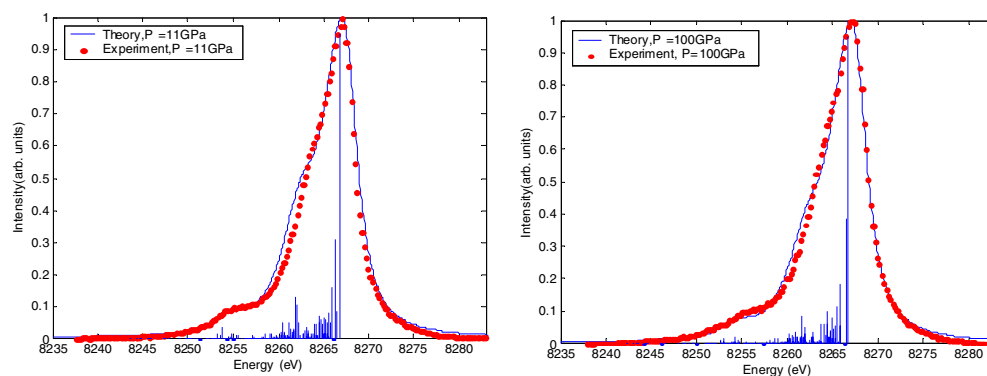 Theory,P =11GPa
Experiment,P =11GPa
Intensity(arb. units)
1
0.9
0.8
0.7
0.6
0.5
0.4
0.3
0.2
0.1
0
8235 8240 8245 8250 8255 8260 8265 8270 8275 8280
Energy (eV)
Theory,P =100GPa
Experiment, P=100GPa
Intensity(arb. units)
1
0.9
0.8
0.7
0.6
0.5
0.4
0.3
0.2
0.1
0
8235 8240 8245 8250 8255 8260 8265 8270 8275 8280
Energy (eV)